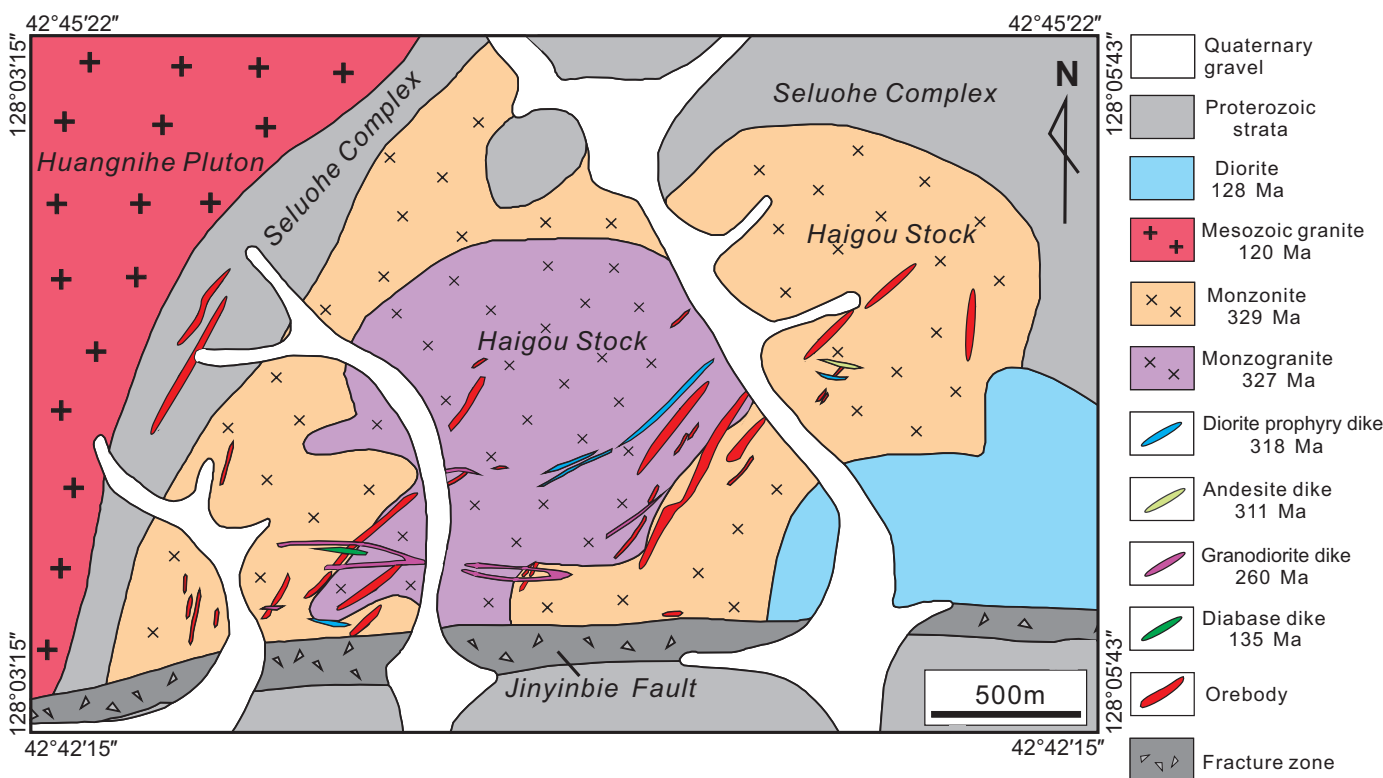 42°45′22″
42°45′22″
128°03′15″
128°05′43″
Seluohe Complex
N
Huangnihe Pluton
Seluohe Complex
Haigou Stock
Haigou Stock
128°03′15″
128°05′43″
Jinyinbie Fault
500m
42°42′15″
42°42′15″
Quaternary
gravel
Proterozoic
strata
Diorite
128 Ma
Mesozoic granite
120 Ma
Monzonite
329 Ma
Monzogranite
327 Ma
Diorite prophyry dike
318 Ma
Andesite dike
311 Ma
Granodiorite dike
260 Ma
Diabase dike
135 Ma
Orebody
Fracture zone